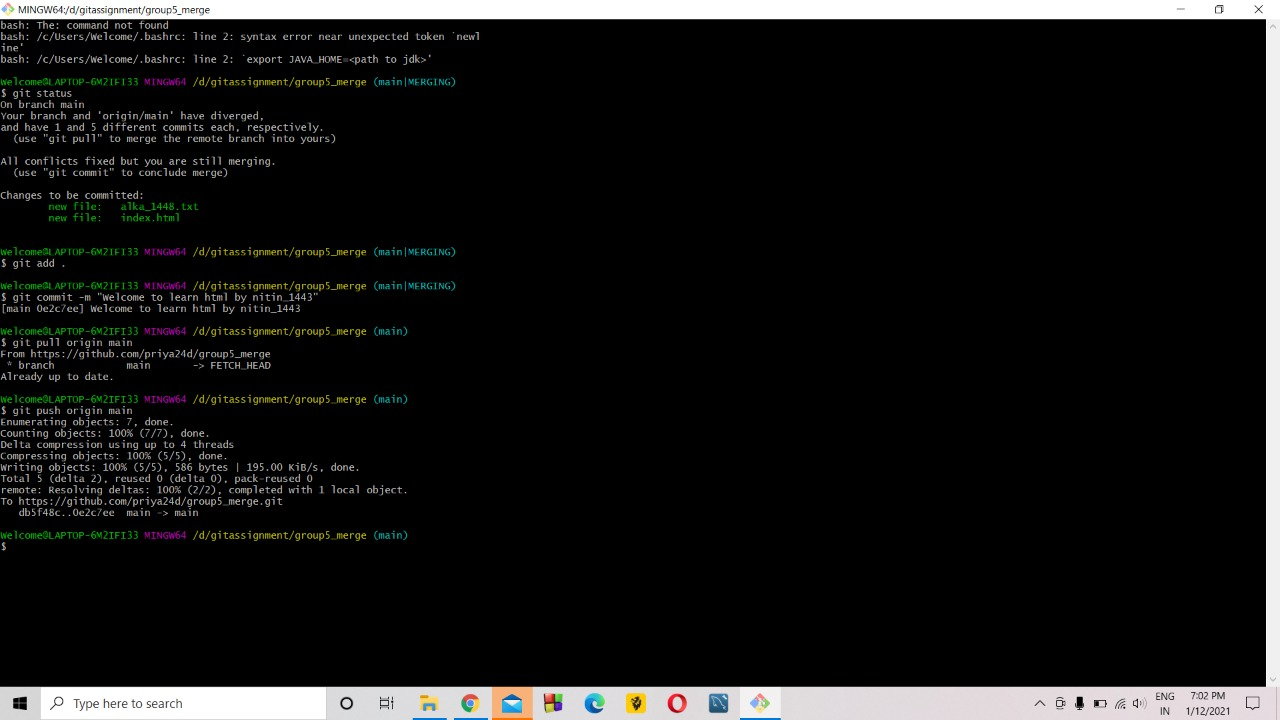 MINGW64:/d/gitassignment/group5_merge
bash: The: command not found
bash: /c/Users/Welcome/.bashrc: line 2: syntax error near unexpected token `newl
ine'
bash: /c/Users/Welcome/.bashrc: line 2: `export JAVA_HOME=<path to jdk>'
Welcome@LAPTOP-6M2IFI33 MINGW64 /d/gitassignment/group5_merge (main|MERGING)
$ git status
On branch main
Your branch and 'origin/main' have diverged,
and have 1 and 5 different commits each, respectively.
(use "git pull" to merge the remote branch into yours)
All conflicts fixed but you are still merging.
(use "git commit" to conclude merge)
Changes to be committed:
new file:   alka_1448.txt
new file:   index.html
Welcome@LAPTOP-6M2IFI33 MINGW64 /d/gitassignment/group5_merge (main|MERGING)
$ git add .
Welcome@LAPTOP-6M2IFI33 MINGW64 /d/gitassignment/group5_merge (main|MERGING)
$ git commit -m "Welcome to learn html by nitin_1443"
[main 0e2c7ee] Welcome to learn html by nitin_1443
Welcome@LAPTOP-6M2IFI33 MINGW64 /d/gitassignment/group5_merge (main)
$ git pull origin main
From https://github.com/priya24d/group5_merge
* branch            main       -> FETCH_HEAD
Already up to date.
Welcome@LAPTOP-6M2IFI33 MINGW64 /d/gitassignment/group5_merge (main)
$ git push origin main
Enumerating objects: 7, done.
Counting objects: 100% (7/7), done.
Delta compression using up to 4 threads
Compressing objects: 100% (5/5), done.
Writing objects: 100% (5/5), 586 bytes | 195.00 KiB/s, done.
Total 5 (delta 2), reused 0 (delta 0), pack-reused 0
remote: Resolving deltas: 100% (2/2), completed with 1 local object.
To https://github.com/priya24d/group5_merge.git
db5f48c..0e2c7ee  main -> main
Welcome@LAPTOP-6M2IFI33 MINGW64 /d/gitassignment/group5_merge (main)
$
Type here to search
ENG
IN
7:02 PM
1/12/2021